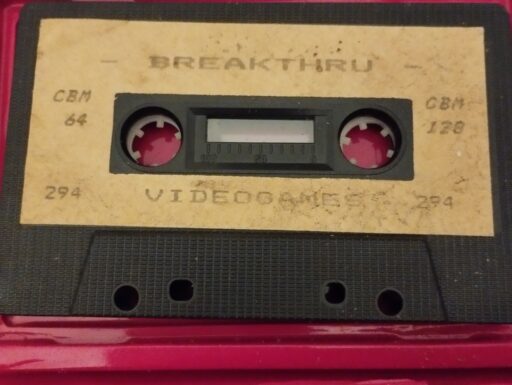 - BREAKTHRU -
CBM 64
CBM 128
294 VIDEOGAMES 294